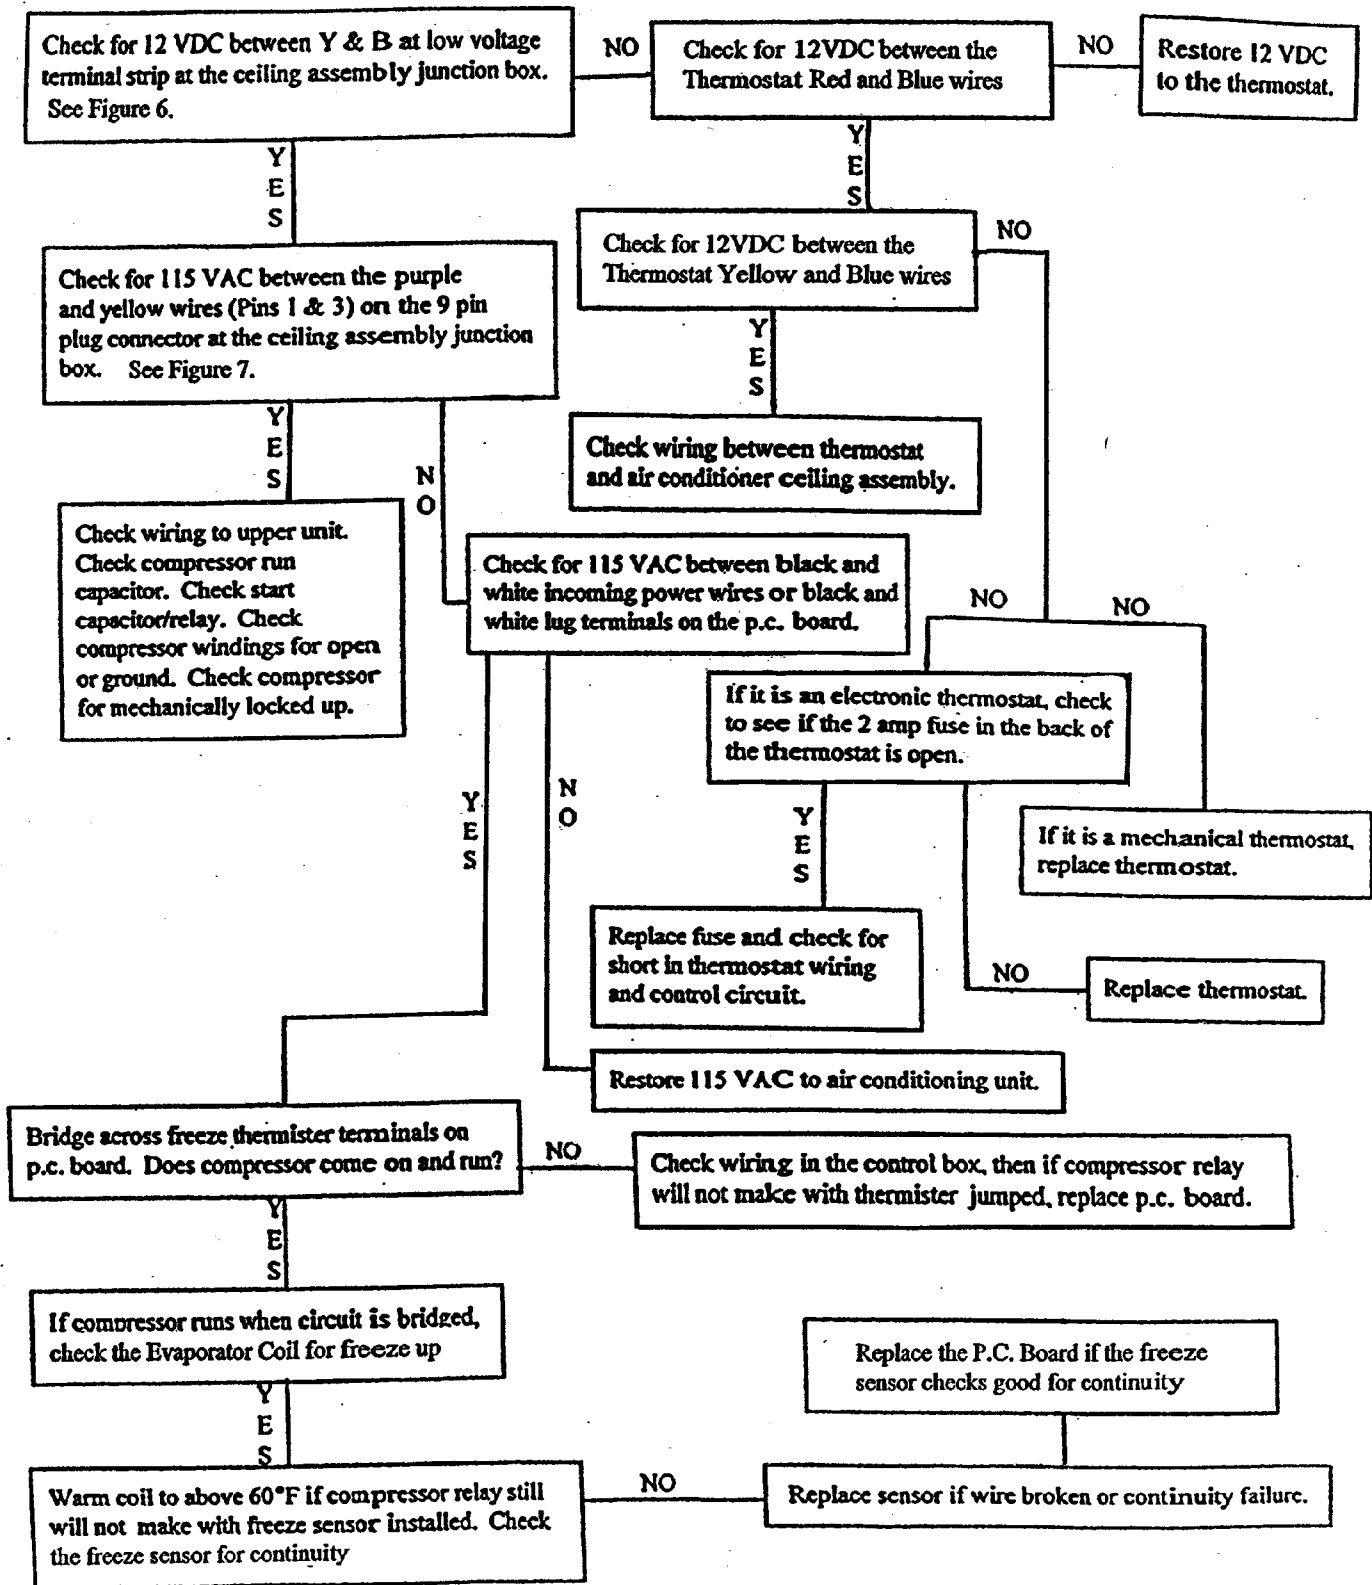 Check for 12 VDC between Y & B at low voltage
terminal strip at the ceiling assembly junction box.
See Figure 6.
NO
Check for 12VDC between the
Thermostat Red and Blue wires
NO
Restore 12 VDC
to the thermostat.
YES
YES
Check for 12VDC between the
Thermostat Yellow and Blue wires
NO
Check for 115 VAC between the purple
and yellow wires (Pins 1 & 3) on the 9 pin
plug connector at the ceiling assembly junction
box. See Figure 7.
YES
Check wiring between thermostat
and air conditioner ceiling assembly.
YES
NO
Check wiring to upper unit.
Check compressor run
capacitor. Check start
capacitor/relay. Check
compressor windings for open
or ground. Check compressor
for mechanically locked up.
Check for 115 VAC between black and
white incoming power wires or black and
white lug terminals on the p.c. board.
NO
NO
If it is an electronic thermostat, check
to see if the 2 amp fuse in the back of
the thermostat is open.
YES
NO
YES
If it is a mechanical thermostat,
replace thermostat.
Replace fuse and check for
short in thermostat wiring
and control circuit.
NO
Replace thermostat.
Restore 115 VAC to air conditioning unit.
Bridge across freeze thermister terminals on
p.c. board. Does compressor come on and run?
NO
Check wiring in the control box, then if compressor relay
will not make with thermister jumped, replace p.c. board.
YES
If compressor runs when circuit is bridged,
check the Evaporator Coil for freeze up
Replace the P.C. Board if the freeze
sensor checks good for continuity
YES
Warm coil to above 60°F if compressor relay still
will not make with freeze sensor installed. Check
the freeze sensor for continuity
NO
Replace sensor if wire broken or continuity failure.